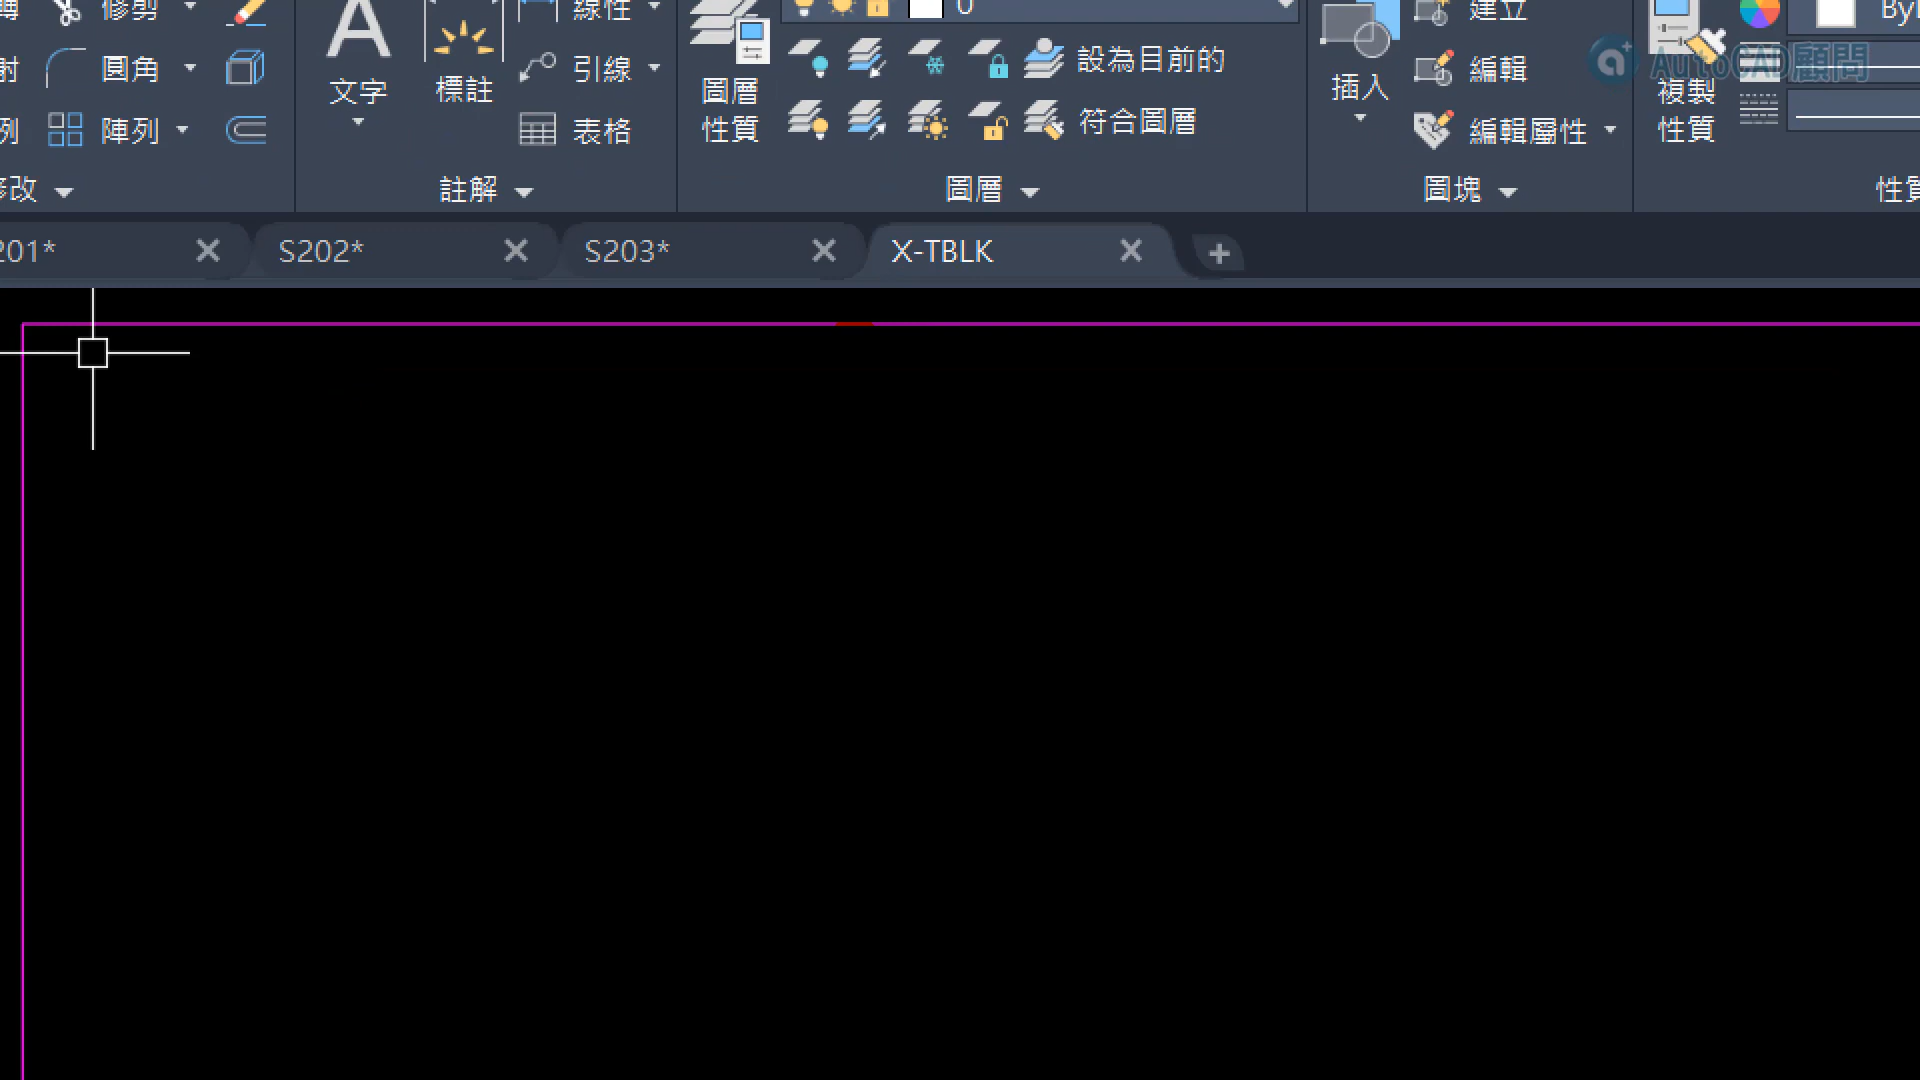 修剪
線性
0
建立
圓角
文字
標註
引線
圖層
性質
設為目前的
插入
編輯
AutoCAD顧問
複製
性質
陣列
表格
符合圖層
編輯屬性
註解
圖層
圖塊
201*
S202*
S203*
X-TBLK